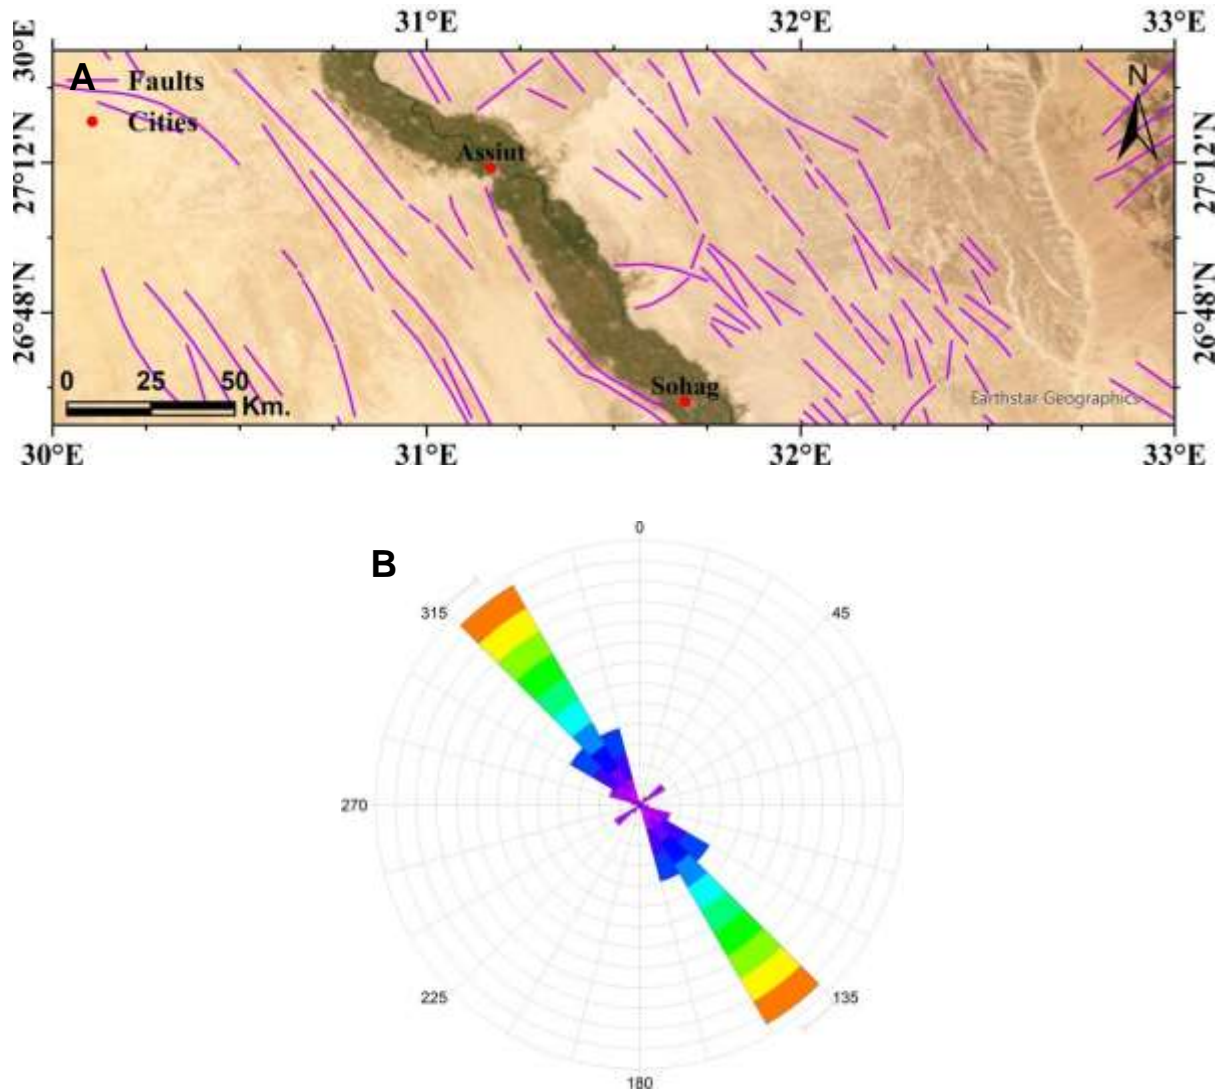 31°E 32°E 33°E
30°E
A Faults
Cities
N
27°12'N
Assiut
27°12'N
26°48'N
26°48'N
0 25 50
Km.
Sohag
Earthstar Geographics
30°E 31°E 32°E 33°E
B
0
315 45
270
225 135
180